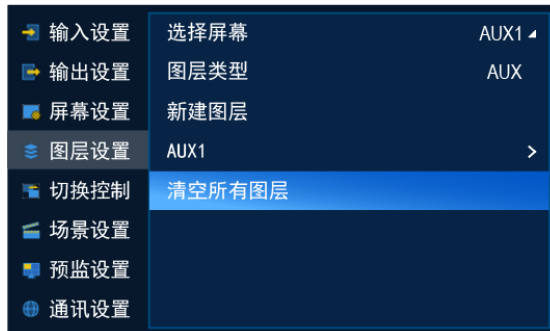 输入设置
输出设置
屏幕设置
图层设置
切换控制
场景设置
预监设置
通讯设置
选择屏幕 AUX1
图层类型 AUX
新建图层
AUX1 >
清空所有图层